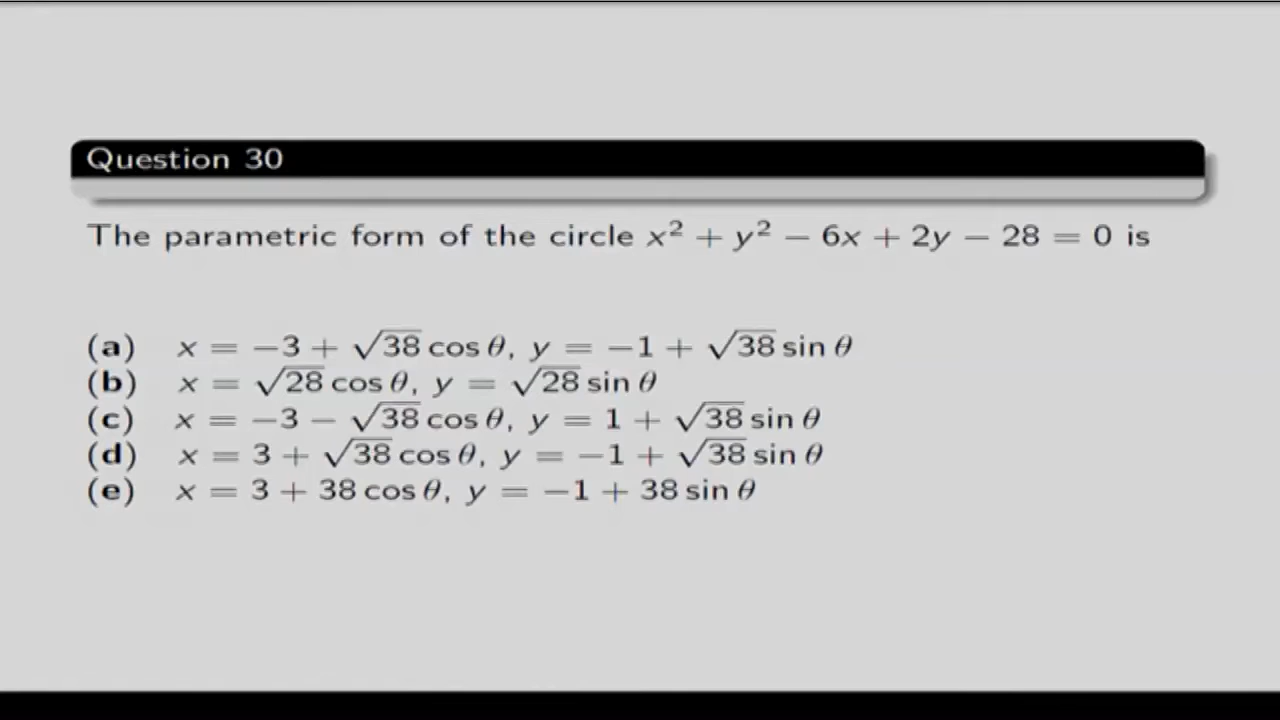 Question 30
The parametric form of the circle x² + y² − 6x + 2y − 28 = 0 is
(a) x = −3 + √38 cos θ, y = −1 + √38 sin θ
(b) x = √28 cos θ, y = √28 sin θ
(c) x = −3 − √38 cos θ, y = 1 + √38 sin θ
(d) x = 3 + √38 cos θ, y = −1 + √38 sin θ
(e) x = 3 + 38 cos θ, y = −1 + 38 sin θ